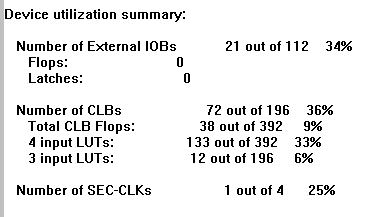 Device utilization summary:
Number of External IOBs 21 out of 112 34%
Flops: 0
Latches: 0
Number of CLBs 72 out of 196 36%
Total CLB Flops: 38 out of 392 9%
4 input LUTs: 133 out of 392 33%
3 input LUTs: 12 out of 196 6%
Number of SEC-CLKs 1 out of 4 25%